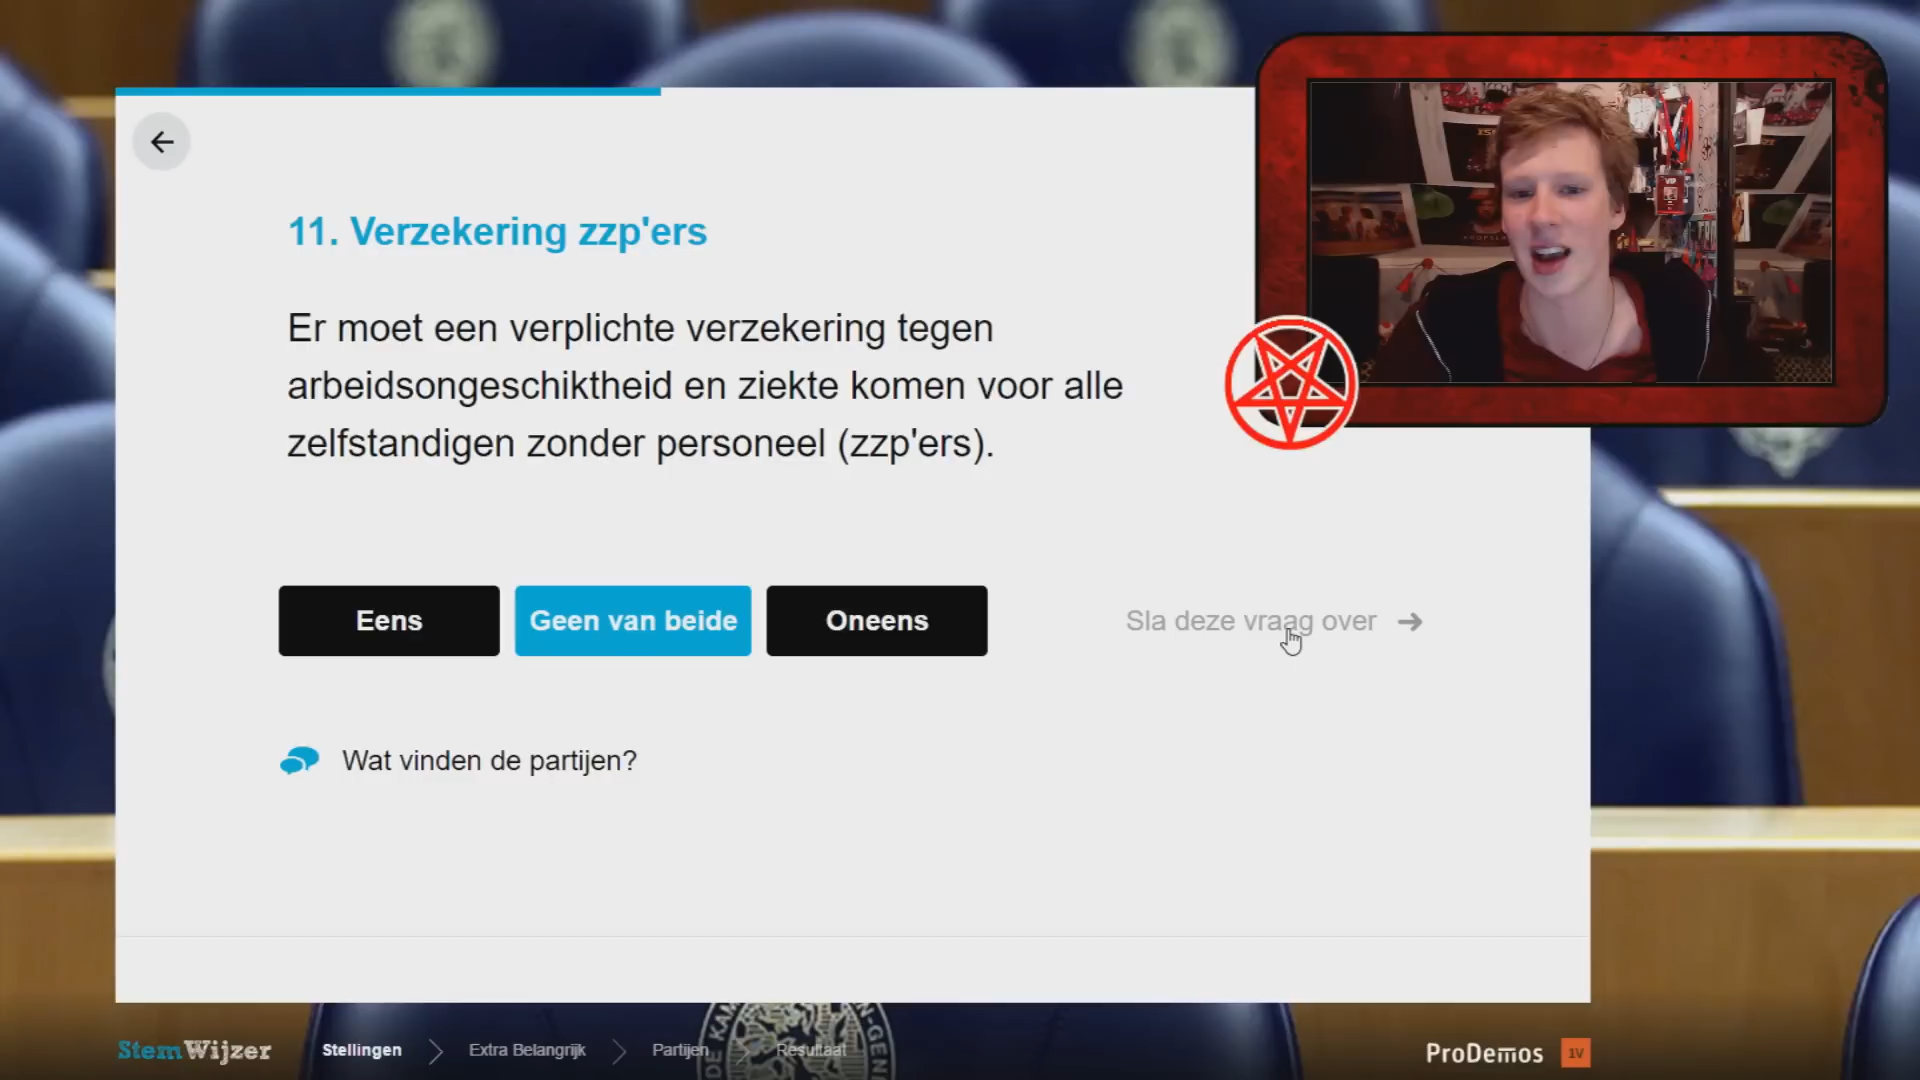 11. Verzekering zzp'ers
Er moet een verplichte verzekering tegen
arbeidsongeschiktheid en ziekte komen voor alle
zelfstandigen zonder personeel (zzp'ers).
Eens
Geen van beide
Oneens
Sla deze vraag over
Wat vinden de partijen?
StemWijzer
Stellingen
Extra Belangrijk
Partijen
Resultaat
ProDemos
1V
VIP